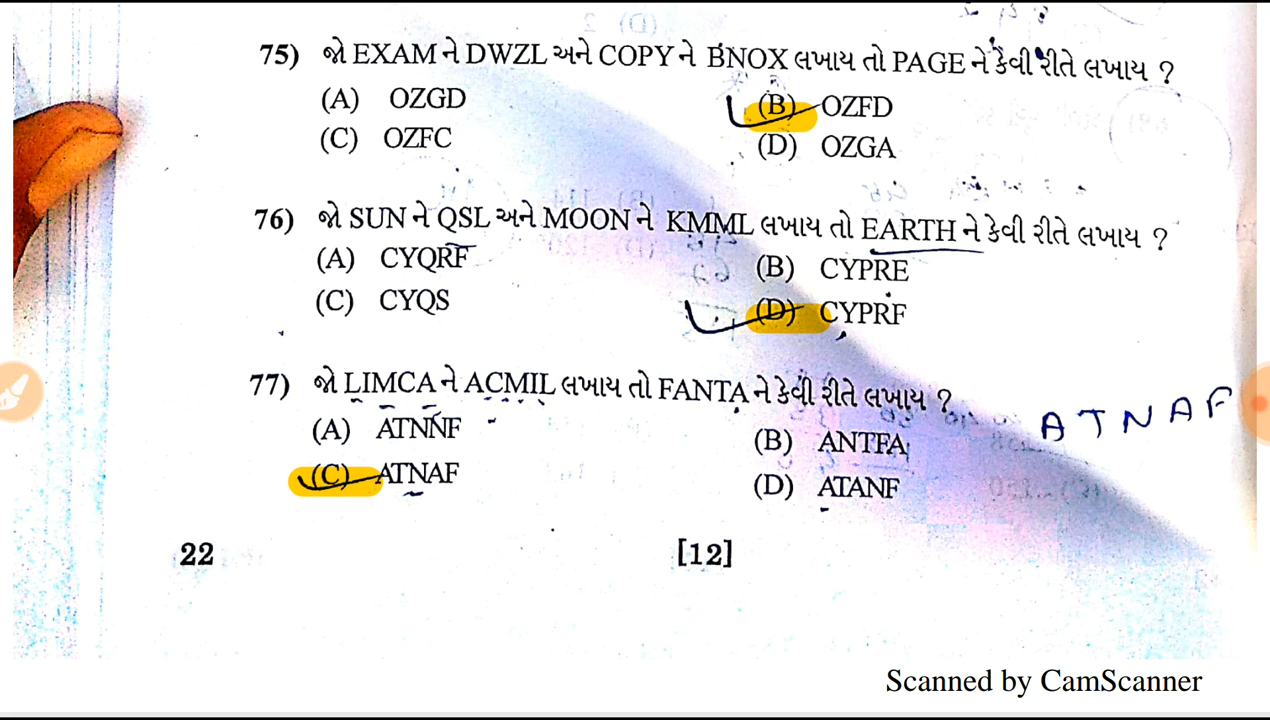 75) જો EXAM ને DWZL અને COPY ને BNOX લખાય તો PAGE ને કેવી રીતે લખાય ?
(A) OZGD (B) OZFD
(C) OZFC (D) OZGA
76) જો SUN ને QSL અને MOON ને KMML લખાય તો EARTH ને કેવી રીતે લખાય ?
(A) CYQRF (B) CYPRE
(C) CYQS (D) CYPRF
77) જો LIMCA ને ACMIL લખાય તો FANTA ને કેવી રીતે લખાય ?
ATNAF
(A) ATNNF (B) ANTFA
(C) ATNAF (D) ATANF
22 [12]
Scanned by CamScanner